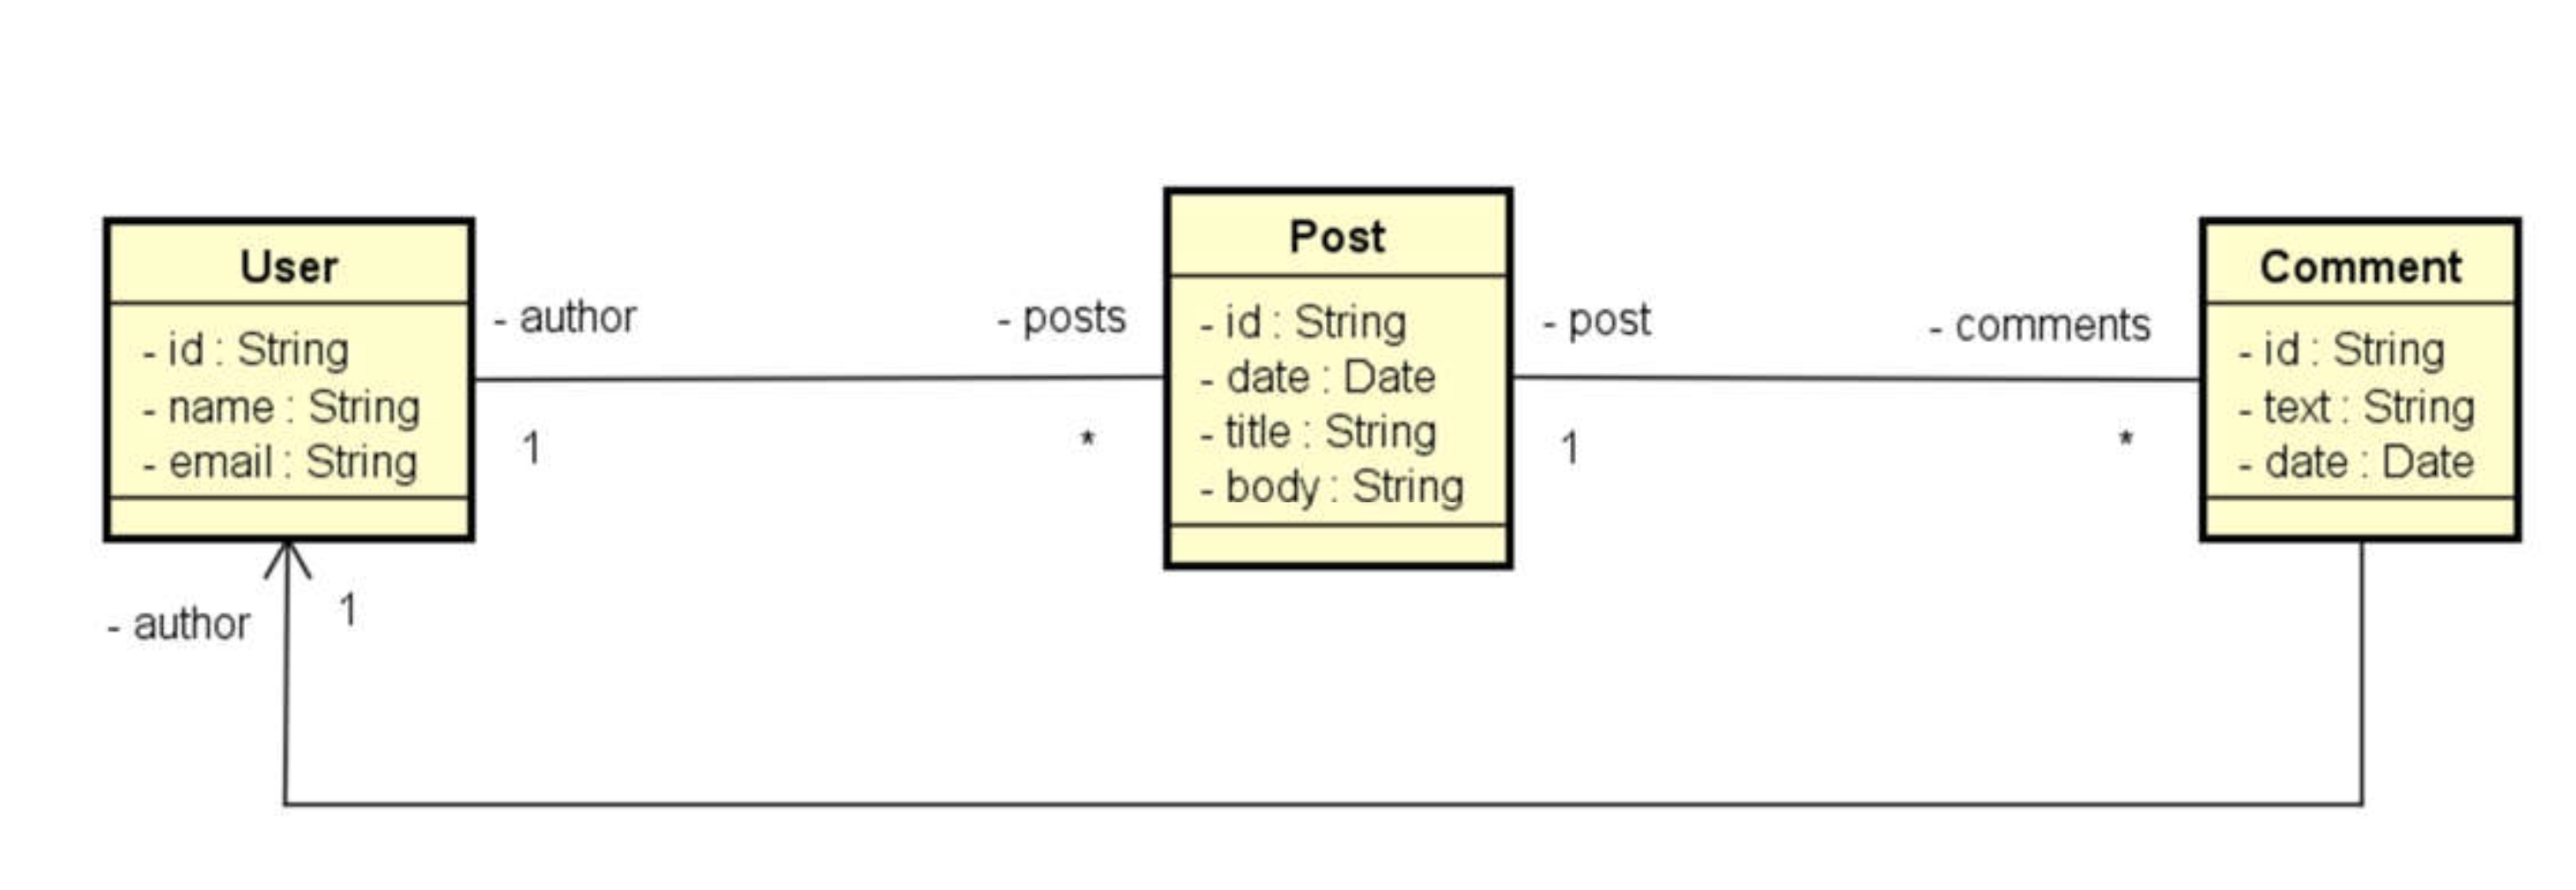 User
- id : String
- name : String
- email : String
- author
1
- posts
*
Post
- id : String
- date : Date
- title : String
- body : String
- post
1
- comments
*
Comment
- id : String
- text : String
- date : Date
- author
1